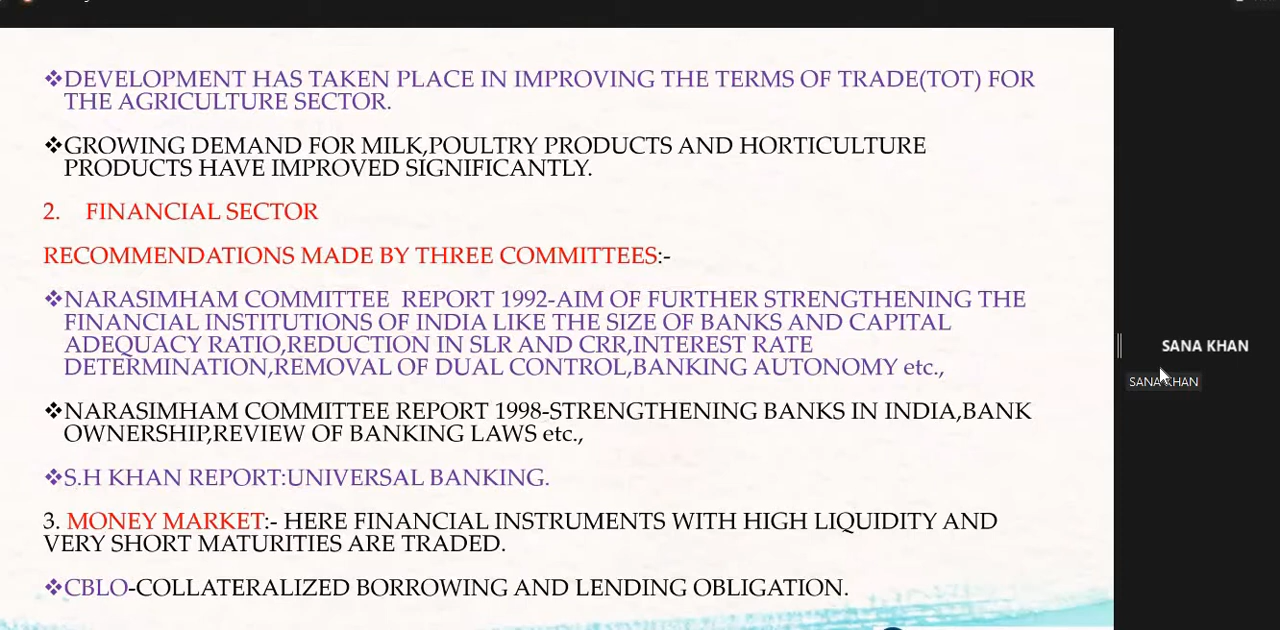 ❖DEVELOPMENT HAS TAKEN PLACE IN IMPROVING THE TERMS OF TRADE(TOT) FOR
THE AGRICULTURE SECTOR.
❖GROWING DEMAND FOR MILK,POULTRY PRODUCTS AND HORTICULTURE
PRODUCTS HAVE IMPROVED SIGNIFICANTLY.
2. FINANCIAL SECTOR
RECOMMENDATIONS MADE BY THREE COMMITTEES:-
❖NARASIMHAM COMMITTEE REPORT 1992-AIM OF FURTHER STRENGTHENING THE
FINANCIAL INSTITUTIONS OF INDIA LIKE THE SIZE OF BANKS AND CAPITAL
ADEQUACY RATIO,REDUCTION IN SLR AND CRR,INTEREST RATE
DETERMINATION,REMOVAL OF DUAL CONTROL,BANKING AUTONOMY etc.,
❖NARASIMHAM COMMITTEE REPORT 1998-STRENGTHENING BANKS IN INDIA,BANK
OWNERSHIP,REVIEW OF BANKING LAWS etc.,
❖S.H KHAN REPORT:UNIVERSAL BANKING.
3. MONEY MARKET:- HERE FINANCIAL INSTRUMENTS WITH HIGH LIQUIDITY AND
VERY SHORT MATURITIES ARE TRADED.
❖CBLO-COLLATERALIZED BORROWING AND LENDING OBLIGATION.
SANA KHAN
SANA KHAN